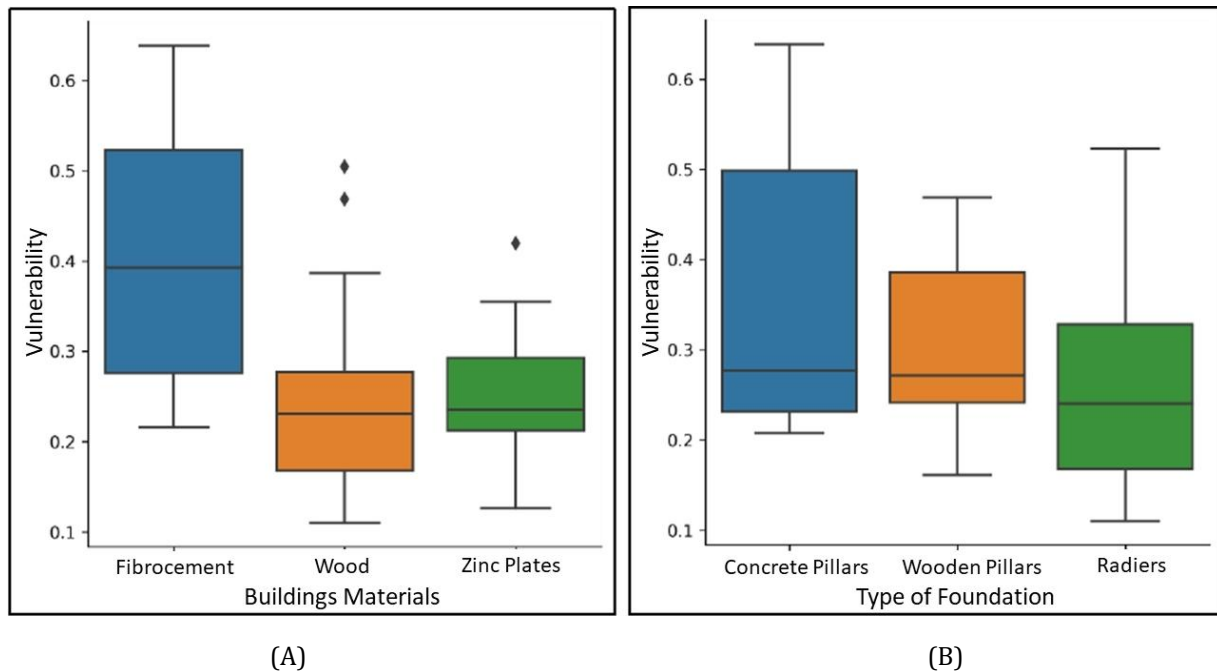 Vulnerability
0.6
0.5
0.4
0.3
0.2
0.1
Fibrocement Wood Zinc Plates
Buildings Materials
(A)
Vulnerability
0.6
0.5
0.4
0.3
0.2
0.1
Concrete Pillars Wooden Pillars Radiers
Type of Foundation
(B)